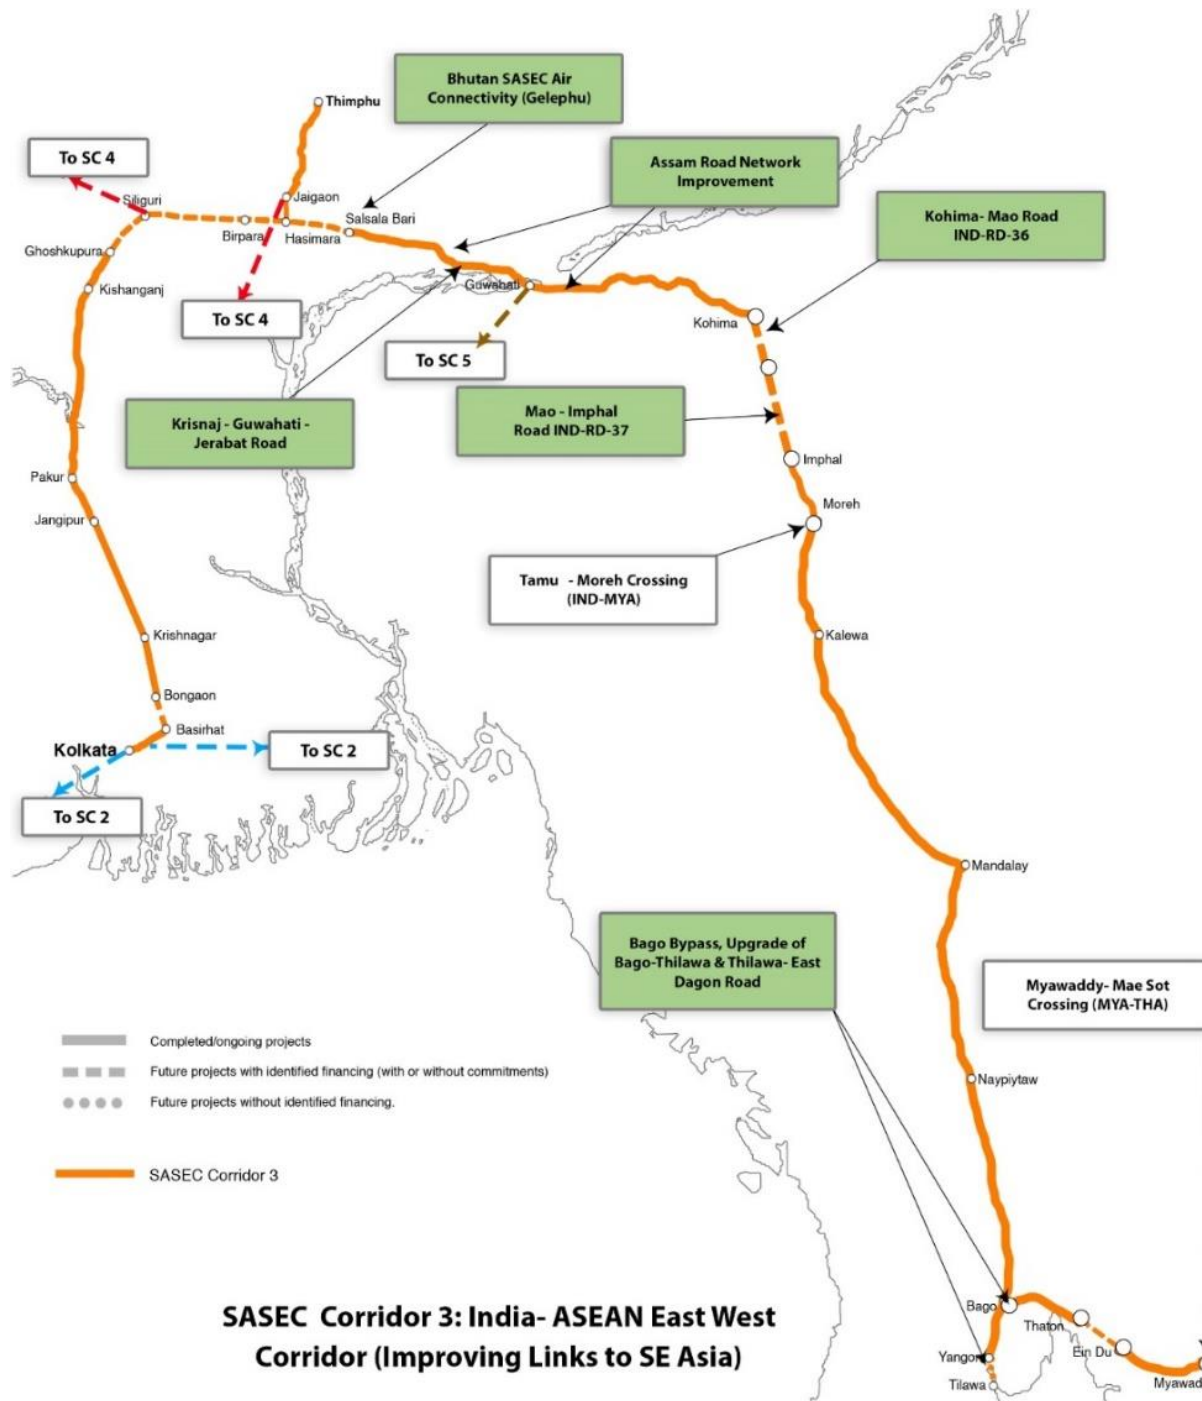 Bhutan SASEC Air
Connectivity (Gelephu)
Thimphu
To SC 4
Assam Road Network
Improvement
Siliguri
Jaigaon
Salsala Bari
Birpara
Hasimara
Kohima- Mao Road
IND-RD-36
Ghoshkupura
Kishanganj
Guwahati
To SC 4
Kohima
To SC 5
Krisnaj - Guwahati -
Jerabat Road
Mao - Imphal
Road IND-RD-37
Imphal
Pakur
Moreh
Jangipur
Tamu - Moreh Crossing
(IND-MYA)
Krishnagar
Kalewa
Bongaon
Basirhat
Kolkata
To SC 2
To SC 2
Mandalay
Bago Bypass, Upgrade of
Bago-Thilawa & Thilawa- East
Dagon Road
Myawaddy- Mae Sot
Crossing (MYA-THA)
Completed/ongoing projects
Future projects with identified financing (with or without commitments)
Future projects without identified financing.
Naypiytaw
SASEC Corridor 3
Bago
Thaton
SASEC Corridor 3: India- ASEAN East West
Corridor (Improving Links to SE Asia)
Ein Du
Yangon
Tilawa
Myawad